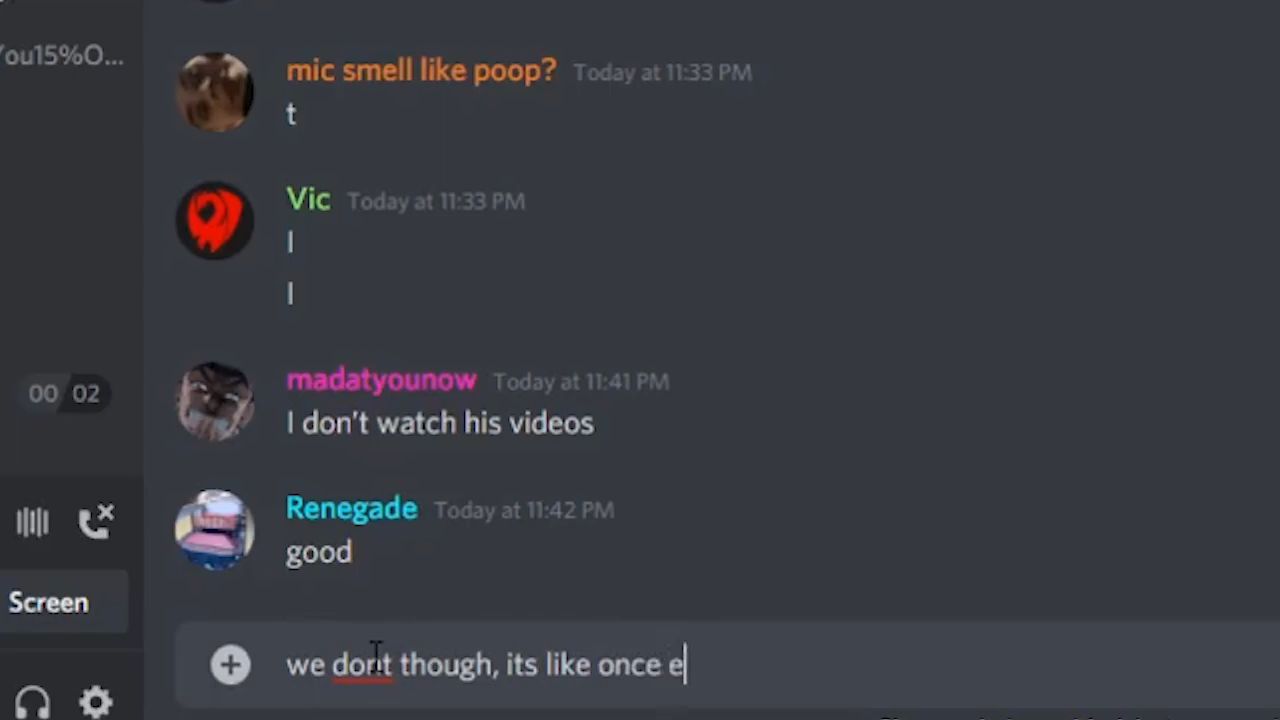 You15%O...
mic smell like poop? Today at 11:33 PM
t
Vic Today at 11:33 PM
I
I
madatyounow Today at 11:41 PM
I don't watch his videos
00 02
Renegade Today at 11:42 PM
good
Screen
we dont though, its like once e